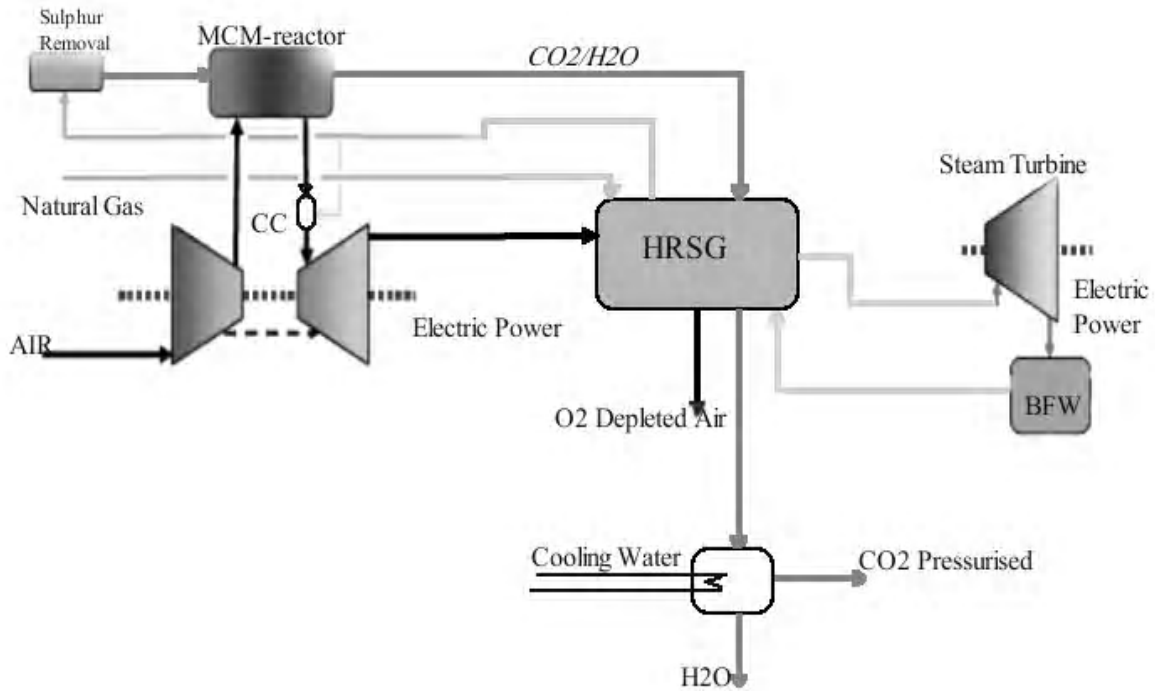 Sulphur
Removal
MCM-reactor
CO2/H2O
Steam Turbine
Natural Gas
CC
HRSG
Electric Power
Electric
Power
AIR
BFW
O2 Depleted Air
Cooling Water
CO2 Pressurised
H2O